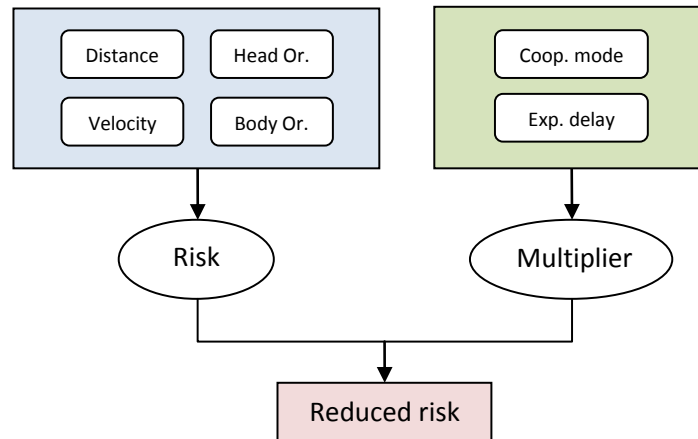 Distance
Head Or.
Velocity
Body Or.
Coop. mode
Exp. delay
Risk
Multiplier
Reduced risk